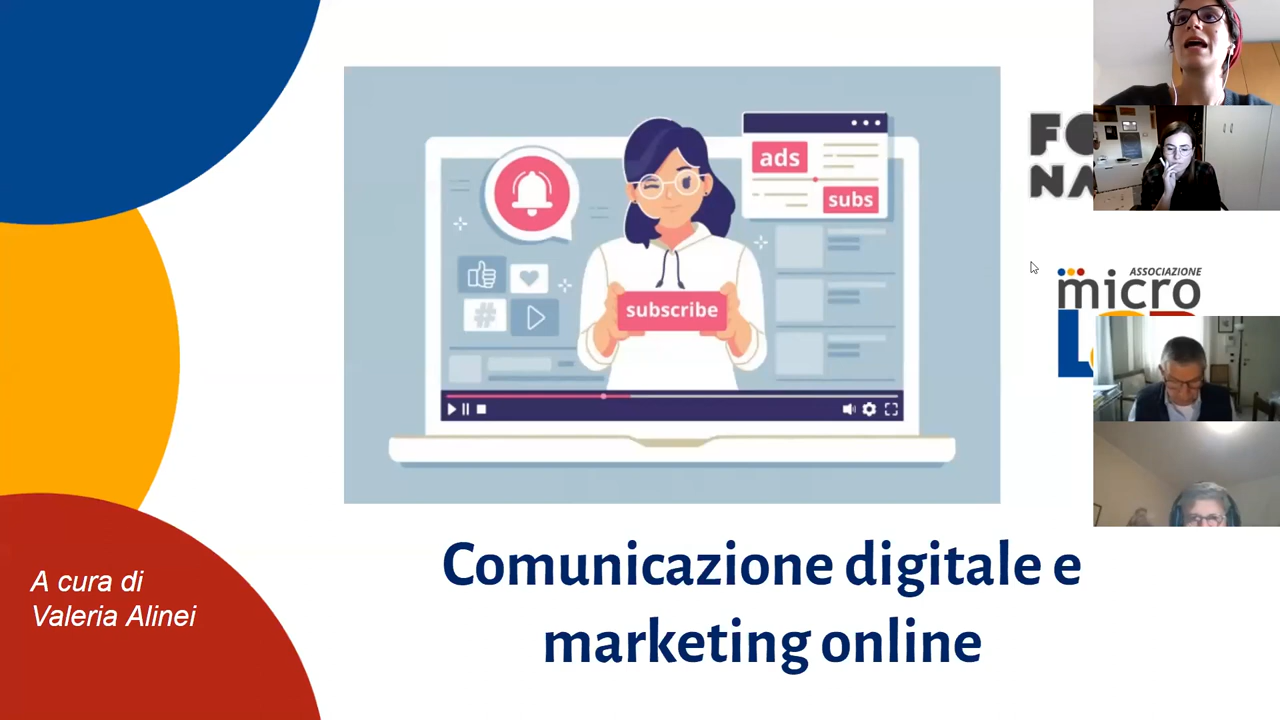 ads
subs
subscribe
ASSOCIAZIONE
micro
Comunicazione digitale e
marketing online
A cura di
Valeria Alinei